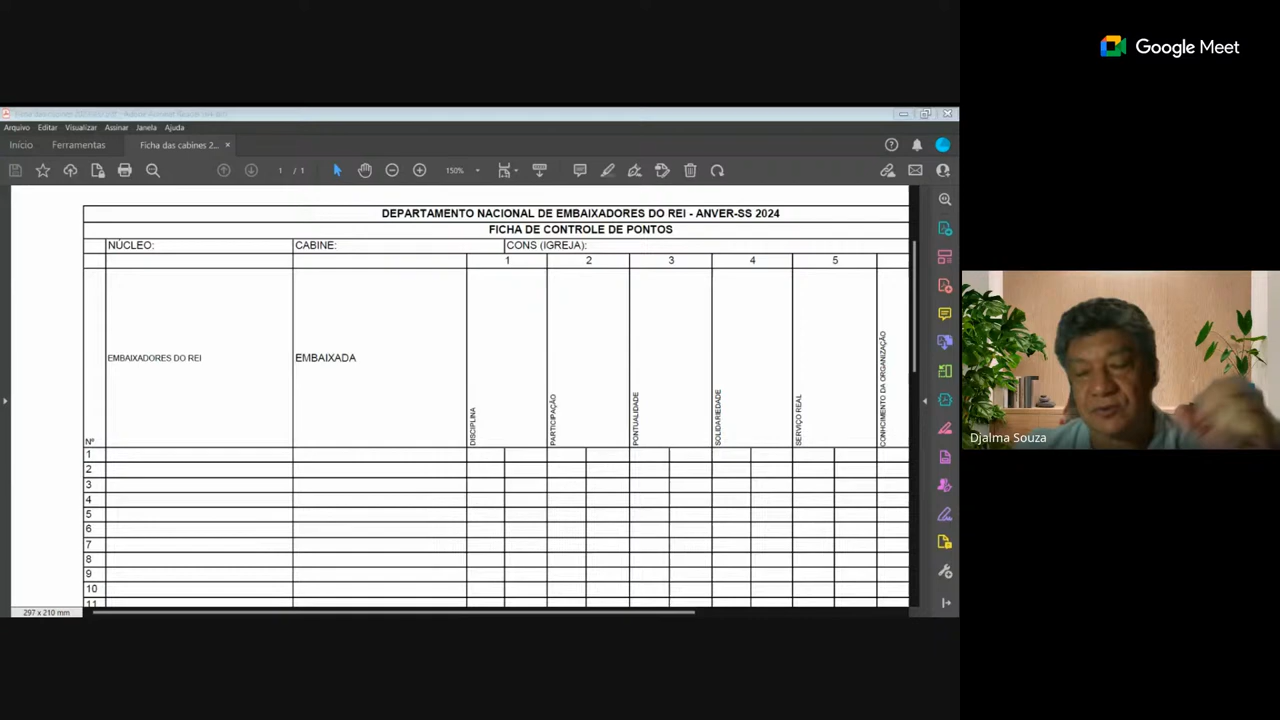 Google Meet
Arquivo Editar Visualizar Assinar Janela Ajuda
Início Ferramentas Ficha das cabines 2... ×
1 / 1 150%
DEPARTAMENTO NACIONAL DE EMBAIXADORES DO REI - ANVER-SS 2024
FICHA DE CONTROLE DE PONTOS
NÚCLEO: CABINE: CONS (IGREJA):
1 2 3 4 5
EMBAIXADORES DO REI EMBAIXADA
DISCIPLINA
PARTICIPAÇÃO
PONTUALIDADE
SOLIDARIEDADE
SERVIÇO REAL
CONHCIMENTO DA ORGANIZAÇÃO
Nº
1
2
3
4
5
6
7
8
9
10
11
297 x 210 mm
Djalma Souza